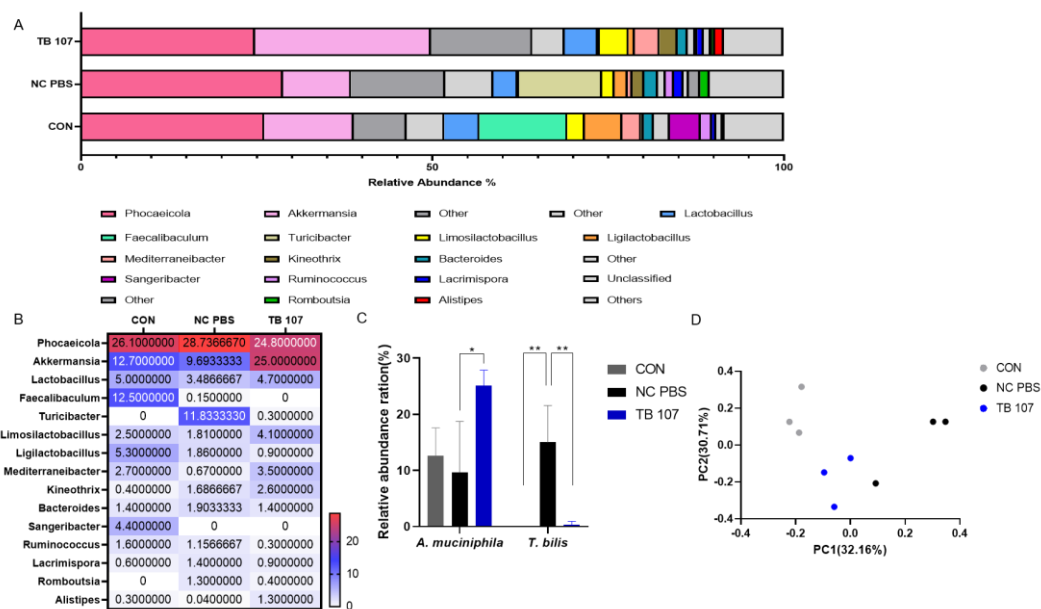 A
TB 107
NC PBS
CON
0 50 100
Relative Abundance %
Phocaeicola Akkermansia Other Other Lactobacillus
Faecalibaculum Turicibacter Limosilactobacillus Ligilactobacillus
Mediterraneibacter Kineothrix Bacteroides Other
Sangeribacter Ruminococcus Lacrimispora Unclassified
Other Romboutsia Alistipes Others
B
CON NC PBS TB 107
Phocaeicola 26.1000000 28.7366670 24.8000000
Akkermansia 12.7000000 9.6933333 25.0000000
Lactobacillus 5.0000000 3.4866667 4.7000000
Faecalibaculum 12.5000000 0.1500000 0
Turicibacter 0 11.8333330 0.3000000
Limosilactobacillus 2.5000000 1.8100000 4.1000000
Ligilactobacillus 5.3000000 1.8600000 0.9000000
Mediterraneibacter 2.7000000 0.6700000 3.5000000
Kineothrix 0.4000000 1.6866667 2.6000000
Bacteroides 1.4000000 1.9033333 1.4000000
Sangeribacter 4.4000000 0 0
Ruminococcus 1.6000000 1.1566667 0.3000000
Lacrimispora 0.6000000 1.4000000 0.9000000
Romboutsia 0 1.3000000 0.4000000
Alistipes 0.3000000 0.0400000 1.3000000
20
10
0
C
Relative abundance ration(%)
30
20
10
0
* ** **
A. muciniphila T. bilis
CON
NC PBS
TB 107
D
PC2(30.71%)
0.4
0.2
0.0
-0.2
-0.4
-0.4 -0.2 0.0 0.2 0.4
PC1(32.16%)
CON
NC PBS
TB 107